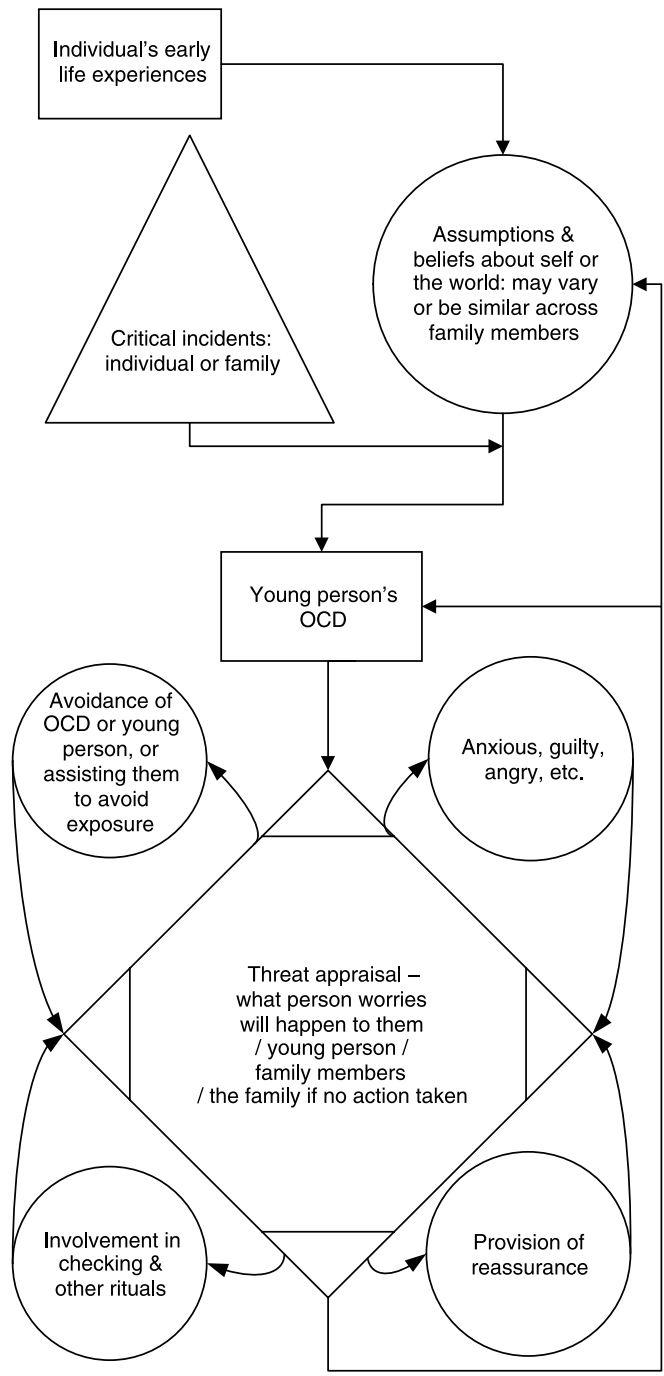 Individual’s early
life experiences
Assumptions &
beliefs about self or
the world: may vary
or be similar across
family members
Critical incidents:
individual or family
Young person’s
OCD
Avoidance of
OCD or young
person, or
assisting them
to avoid
exposure
Anxious, guilty,
angry, etc.
Threat appraisal –
what person worries
will happen to them
/ young person /
family members
/ the family if no action taken
Involvement in
checking &
other rituals
Provision of
reassurance